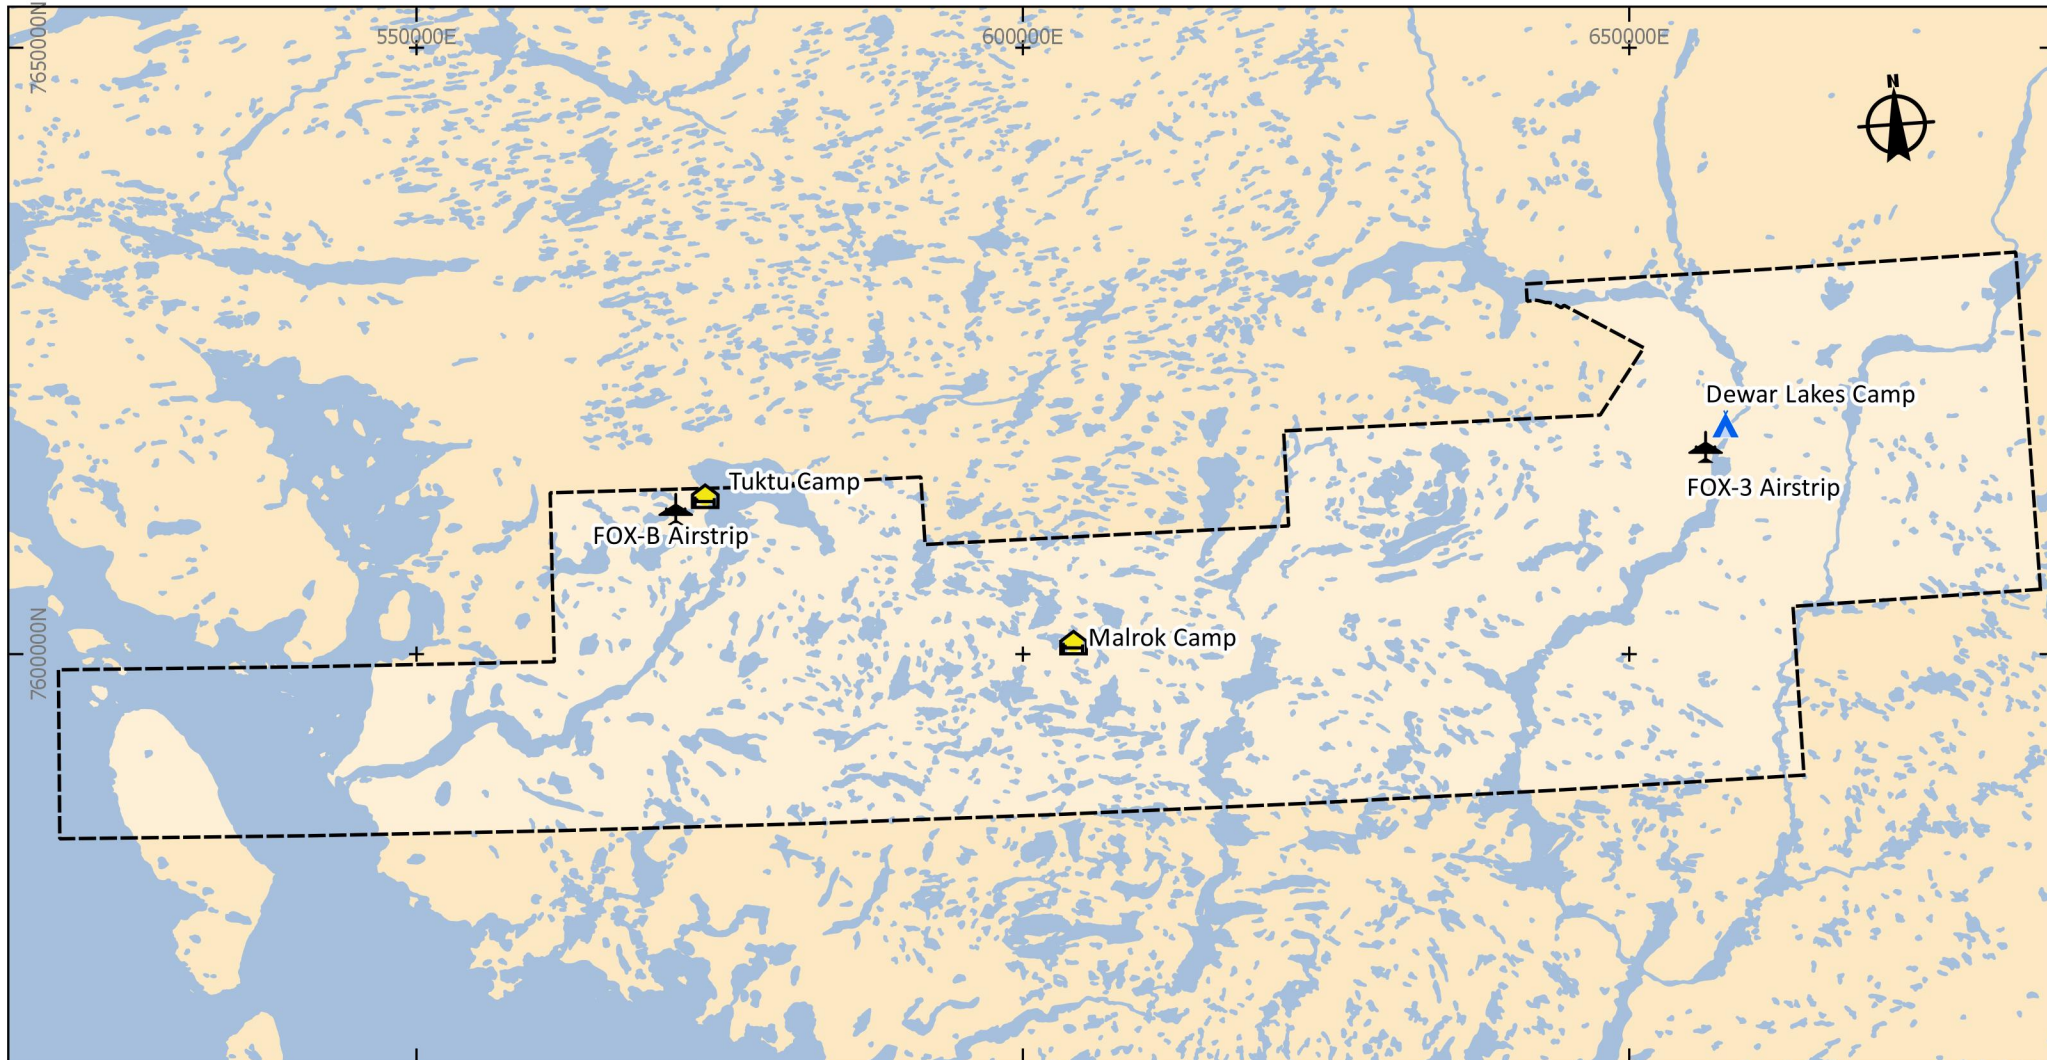 7650000N
550000E
600000E
650000E
N
Dewar Lakes Camp
Tuktu Camp
FOX-3 Airstrip
FOX-B Airstrip
7600000N
Malrok Camp